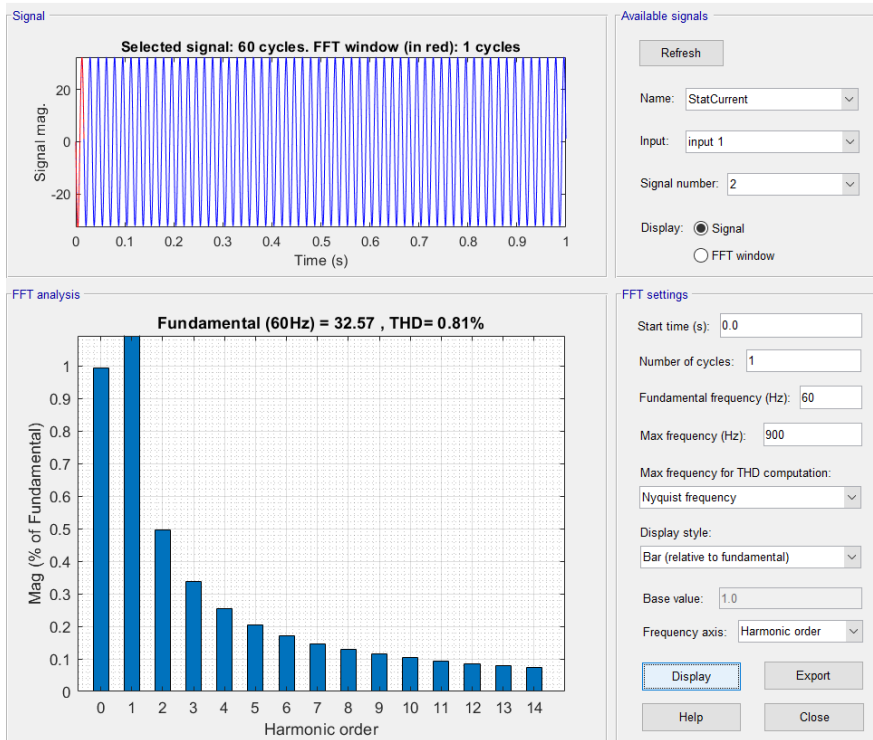 Signal
Selected signal: 60 cycles. FFT window (in red): 1 cycles
Signal mag.
20
0
-20
0 0.1 0.2 0.3 0.4 0.5 0.6 0.7 0.8 0.9 1
Time (s)
Available signals
Refresh
Name: StatCurrent
Input: input 1
Signal number: 2
Display: Signal
FFT window
FFT analysis
Fundamental (60Hz) = 32.57 , THD= 0.81%
Mag (% of Fundamental)
1
0.9
0.8
0.7
0.6
0.5
0.4
0.3
0.2
0.1
0
0 1 2 3 4 5 6 7 8 9 10 11 12 13 14
Harmonic order
FFT settings
Start time (s): 0.0
Number of cycles: 1
Fundamental frequency (Hz): 60
Max frequency (Hz): 900
Max frequency for THD computation:
Nyquist frequency
Display style:
Bar (relative to fundamental)
Base value: 1.0
Frequency axis: Harmonic order
Display Export
Help Close